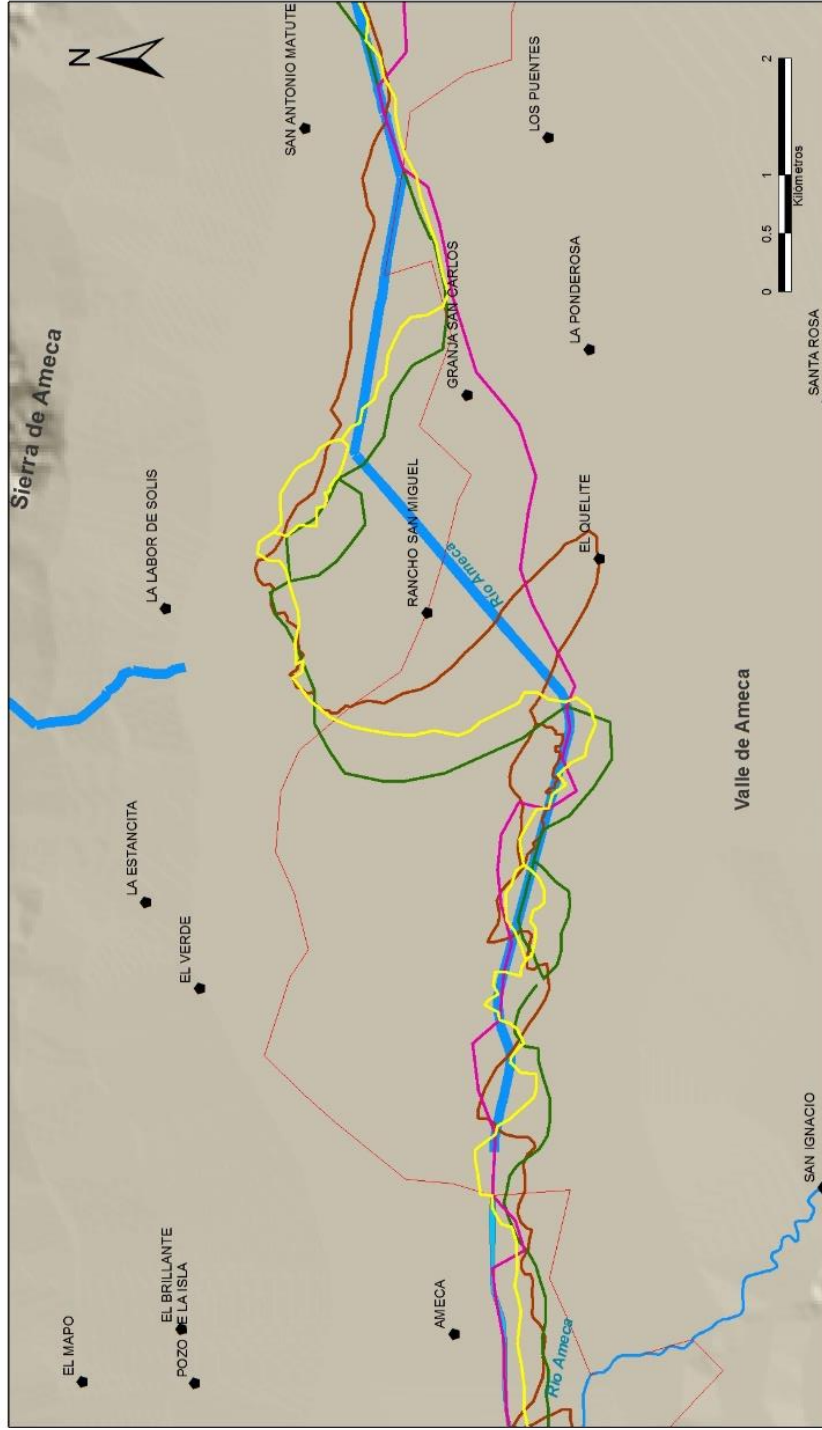 N
Sierra de Ameca
SAN ANTONIO MATUTE
LA LABOR DE SOLIS
LA ESTANCITA
EL VERDE
EL MAPO
EL BRILLANTE
POZO DE LA ISLA
AMECA
RANCHO SAN MIGUEL
Río Ameca
GRANJA SAN CARLOS
LOS PUENTES
LA PONDEROSA
EL QUELITE
Río Ameca
Valle de Ameca
SAN IGNACIO
SANTA ROSA
0 0.5 1 2
Kilómetros